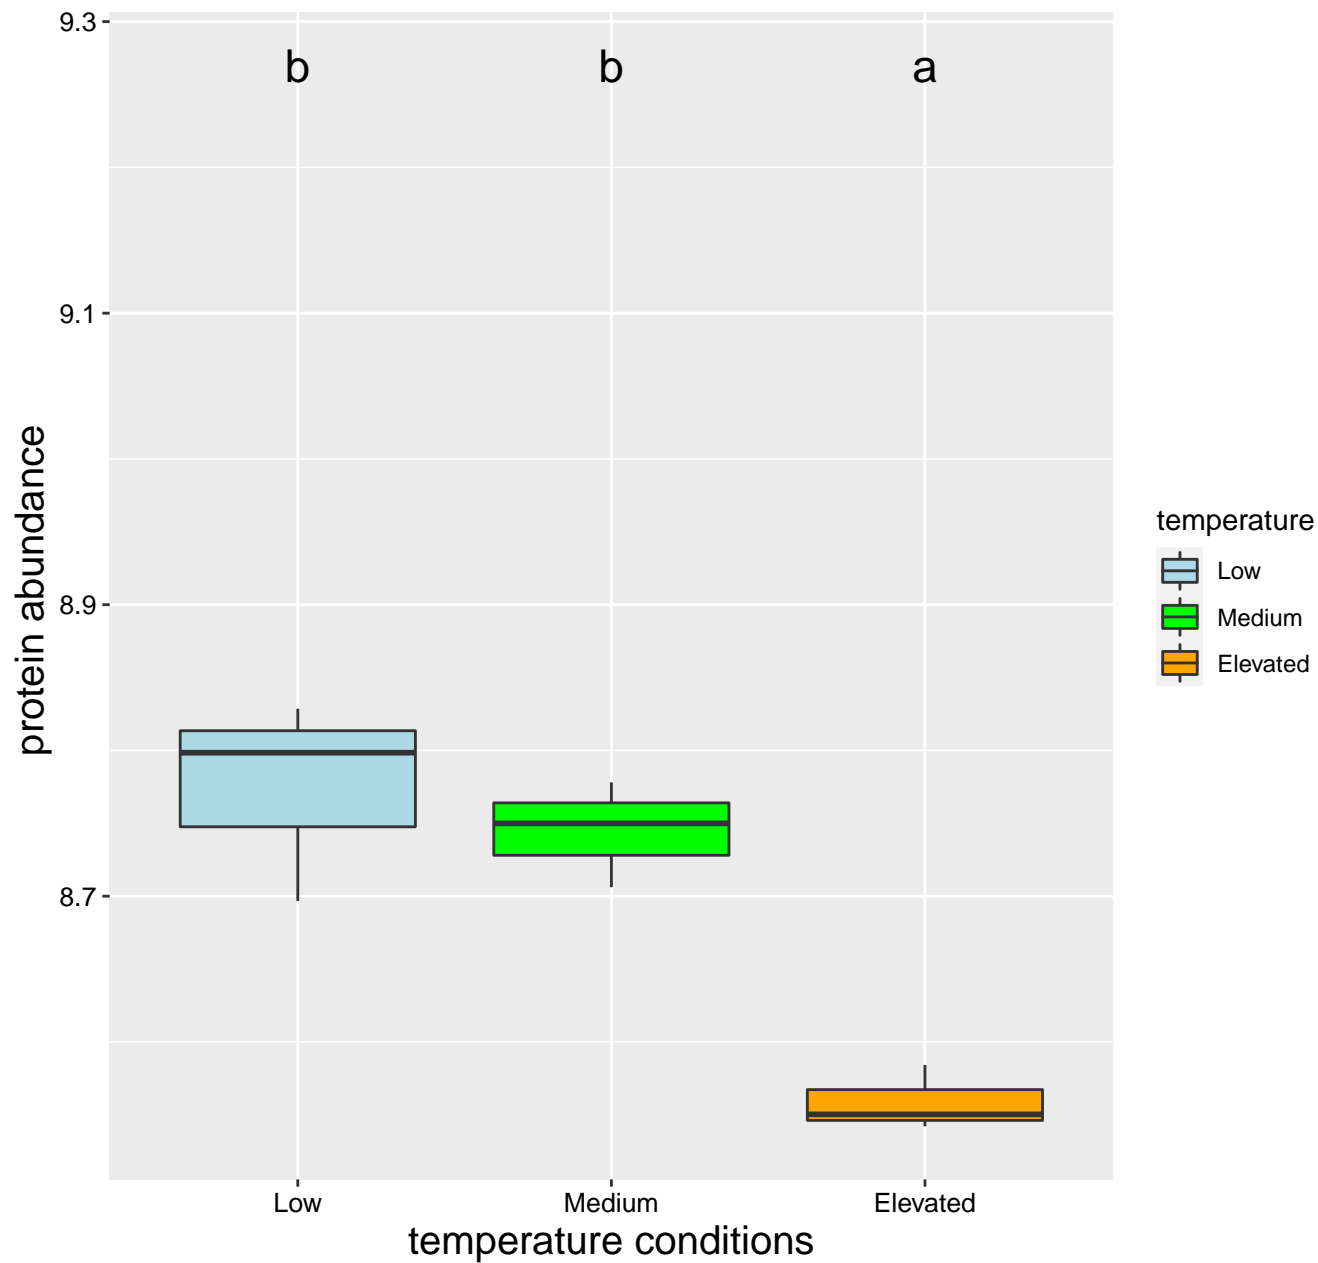 9.3
b b a
9.1
8.9
8.7
protein abundance
Low Medium Elevated
temperature conditions
temperature
Low
Medium
Elevated